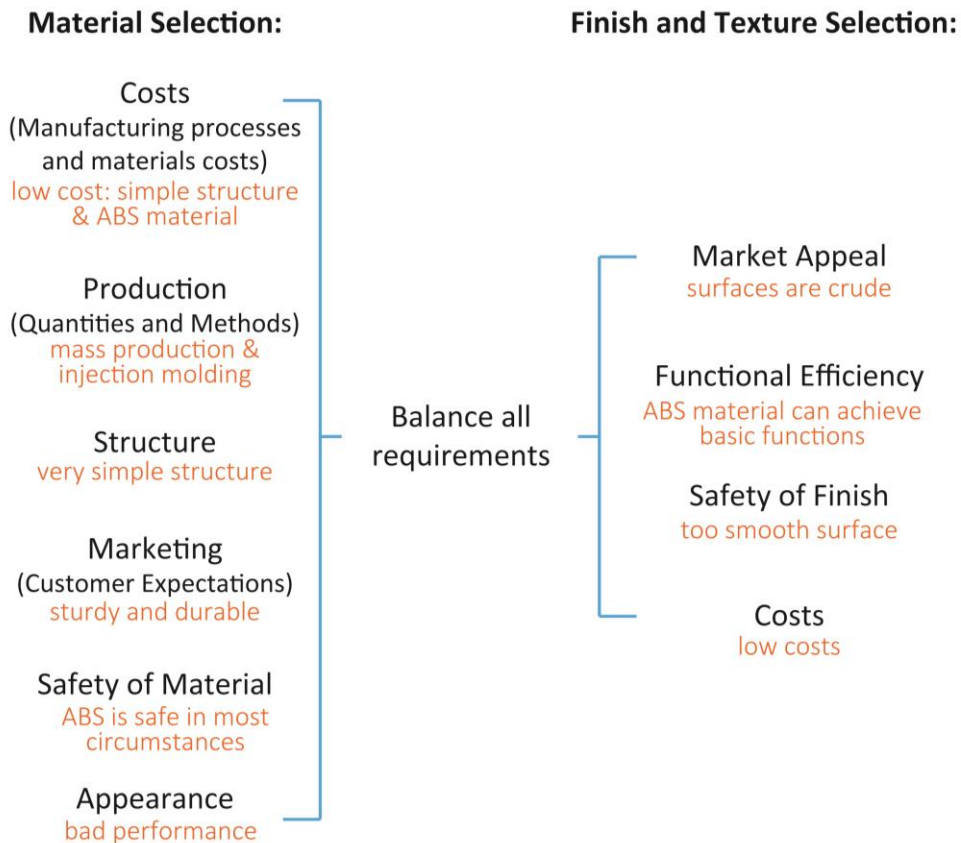 Material Selection:
Costs
(Manufacturing processes
and materials costs)
low cost: simple structure
& ABS material
Production
(Quantities and Methods)
mass production &
injection molding
Structure
very simple structure
Marketing
(Customer Expectations)
sturdy and durable
Safety of Material
ABS is safe in most
circumstances
Appearance
bad performance
Balance all
requirements
Finish and Texture Selection:
Market Appeal
surfaces are crude
Functional Efficiency
ABS material can achieve
basic functions
Safety of Finish
too smooth surface
Costs
low costs